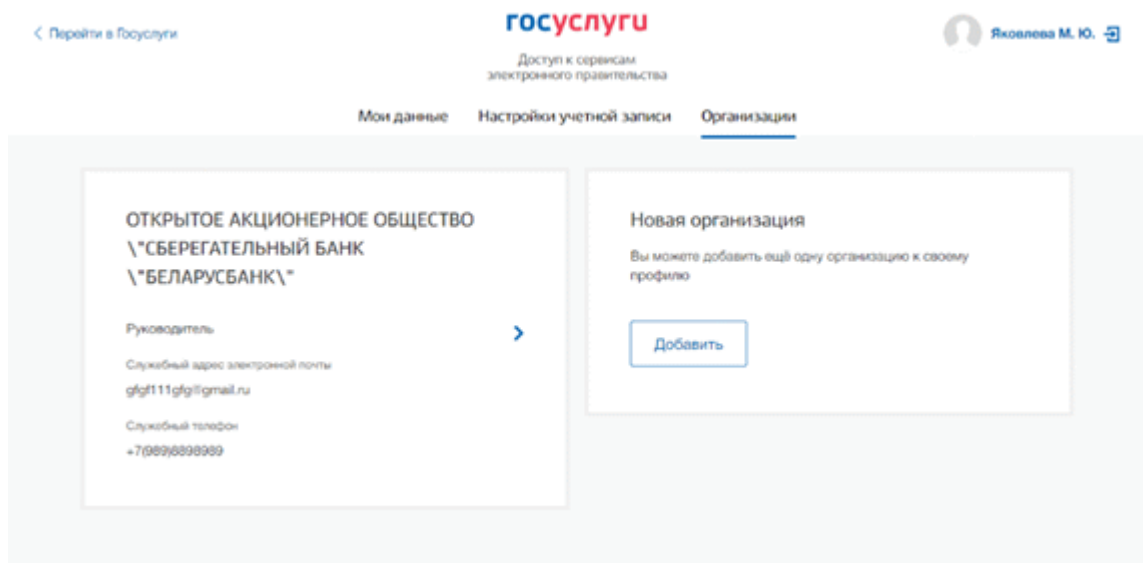 Перейти в Госуслуги
госуслуги
Яковлева М. Ю.
Доступ к сервисам
электронного правительства
Мои данные Настройки учетной записи Организации
ОТКРЫТОЕ АКЦИОНЕРНОЕ ОБЩЕСТВО
\"СБЕРЕГАТЕЛЬНЫЙ БАНК
\"БЕЛАРУСБАНК\"
Руководитель
Служебный адрес электронной почты
gfgf111gfg@gmail.ru
Служебный телефон
+7(989)8898989
Новая организация
Вы можете добавить ещё одну организацию к своему
профилю
Добавить